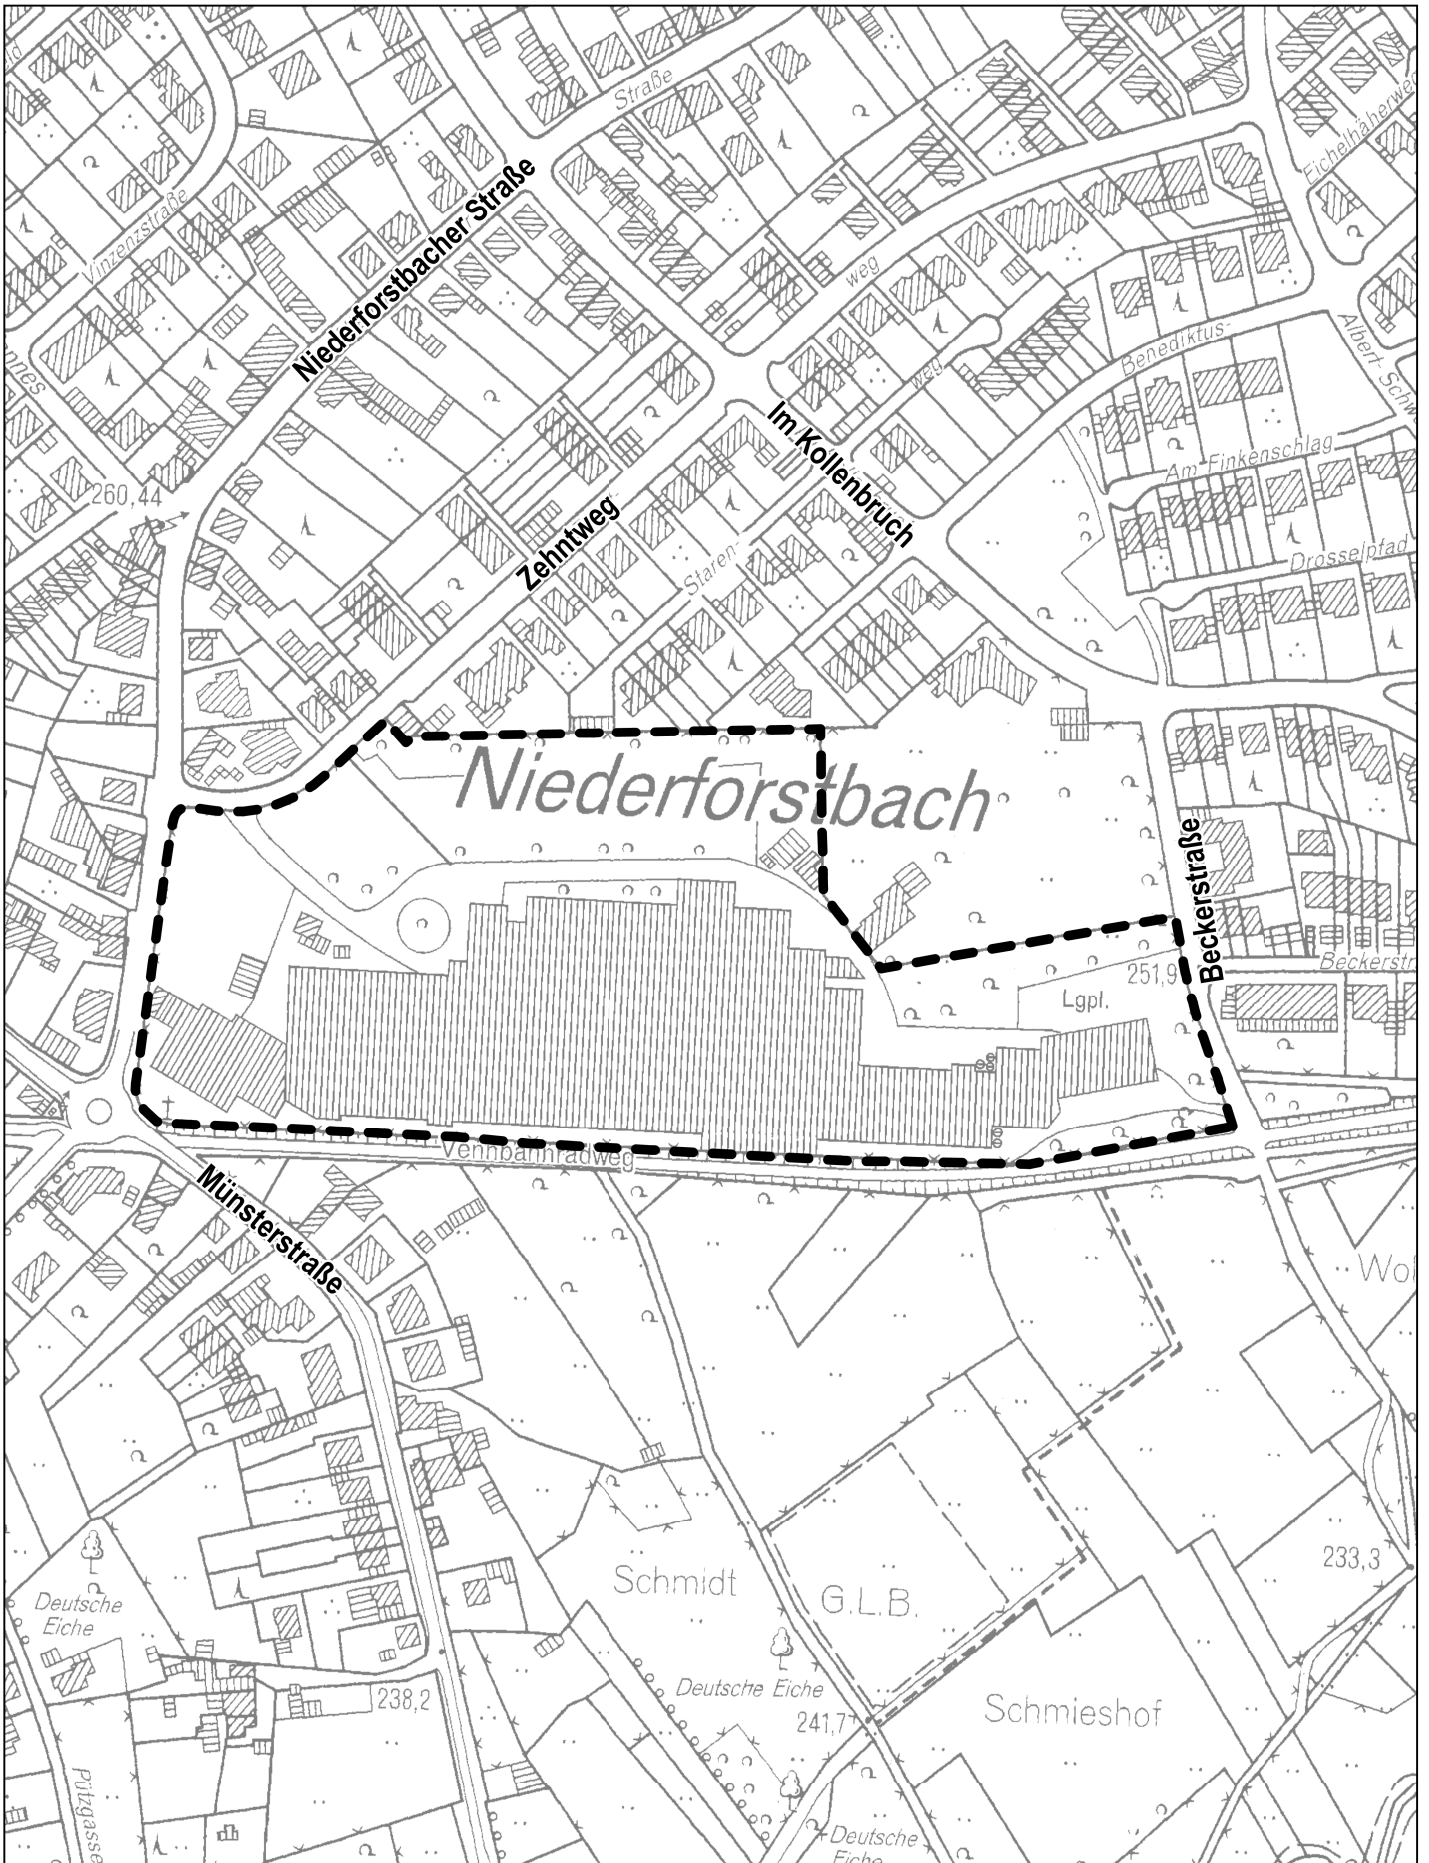 Straße
Eichelhäherweg
Niederforstbacher Straße
Vinzenzstraße
weg
Benediktus-
weg
Im Kollenbruch
Am Finkenschlag
260,44
Zehntweg
Staren-
Drosselpfad
Niederforstbach
Beckerstraße
Beckerstr
251,9
Lgpl.
Vennbahnradweg
Münsterstraße
233,3
Schmidt
G.L.B.
Deutsche
Eiche
Deutsche Eiche
238,2
241,7
Schmieshof
Pützgasse
Deutsche
Eiche